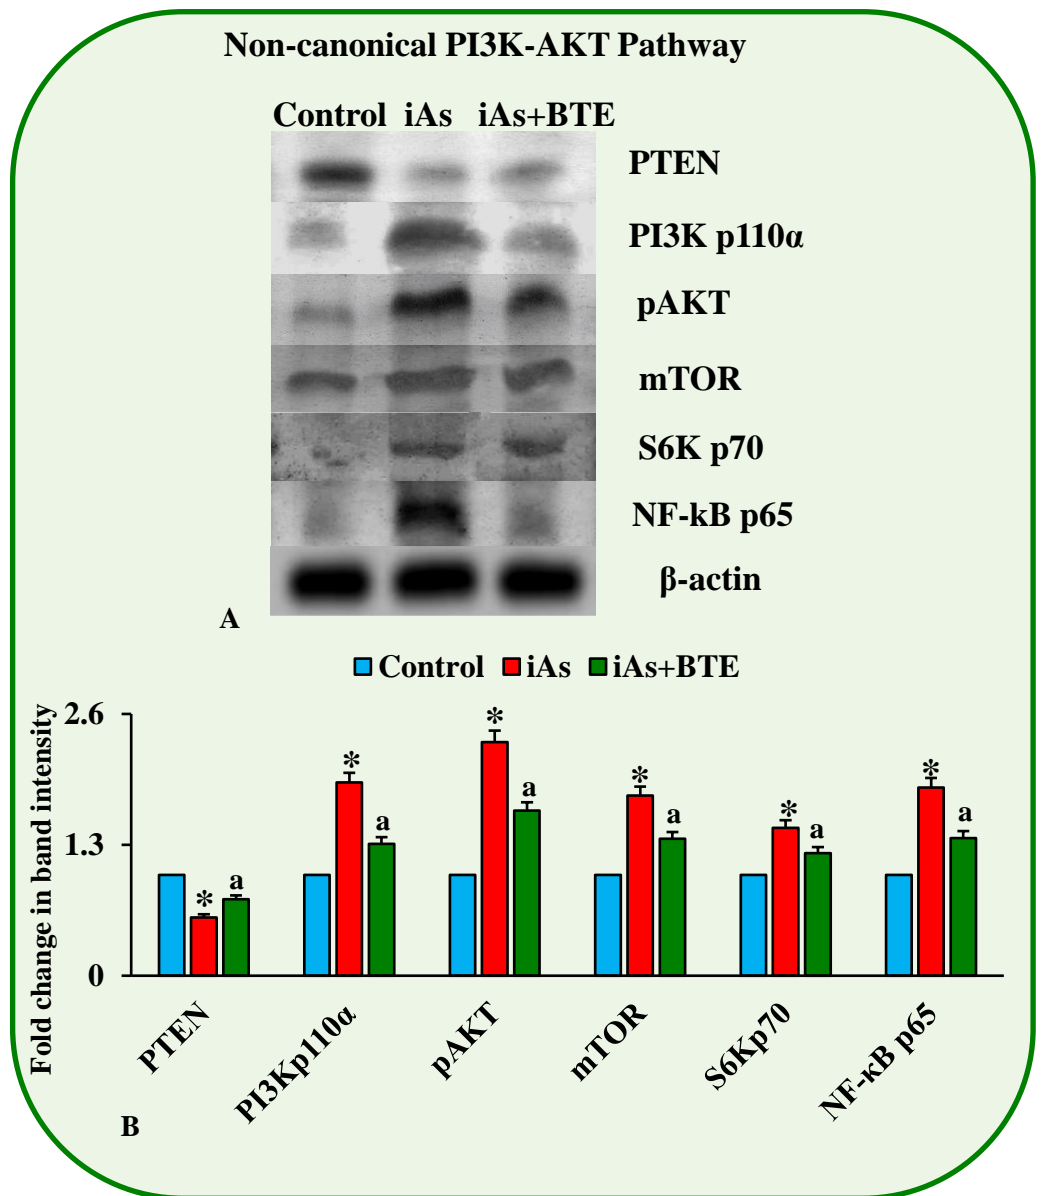 Non-canonical PI3K-AKT Pathway
Control iAs iAs+BTE
PTEN
PI3K p110α
pAKT
mTOR
S6K p70
NF-kB p65
β-actin
A
Control iAs iAs+BTE
Fold change in band intensity
2.6
1.3
0
* a
* a
* a
* a
* a
* a
PTEN
PI3Kp110α
pAKT
mTOR
S6Kp70
NF-κB p65
B